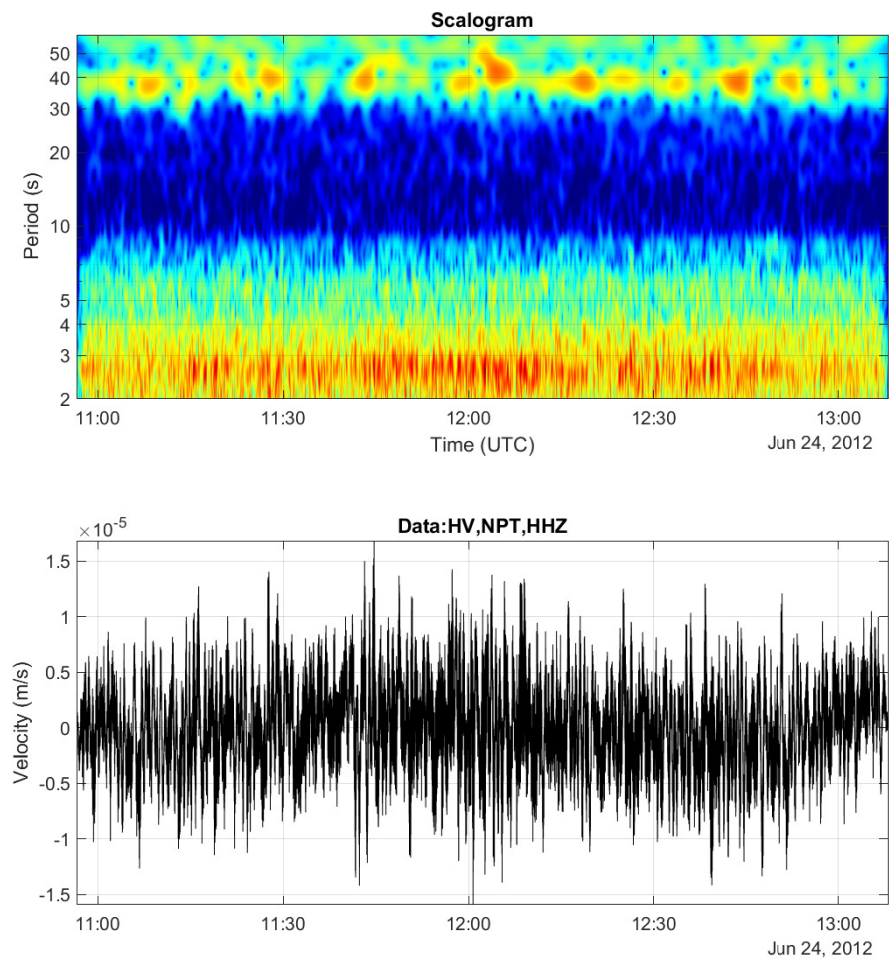 Scalogram
Period (s)
50
40
30
20
10
5
4
3
2
11:00 11:30 12:00 12:30 13:00
Time (UTC)
Jun 24, 2012
×10-5
Data:HV,NPT,HHZ
Velocity (m/s)
1.5
1
0.5
0
-0.5
-1
-1.5
11:00 11:30 12:00 12:30 13:00
Jun 24, 2012